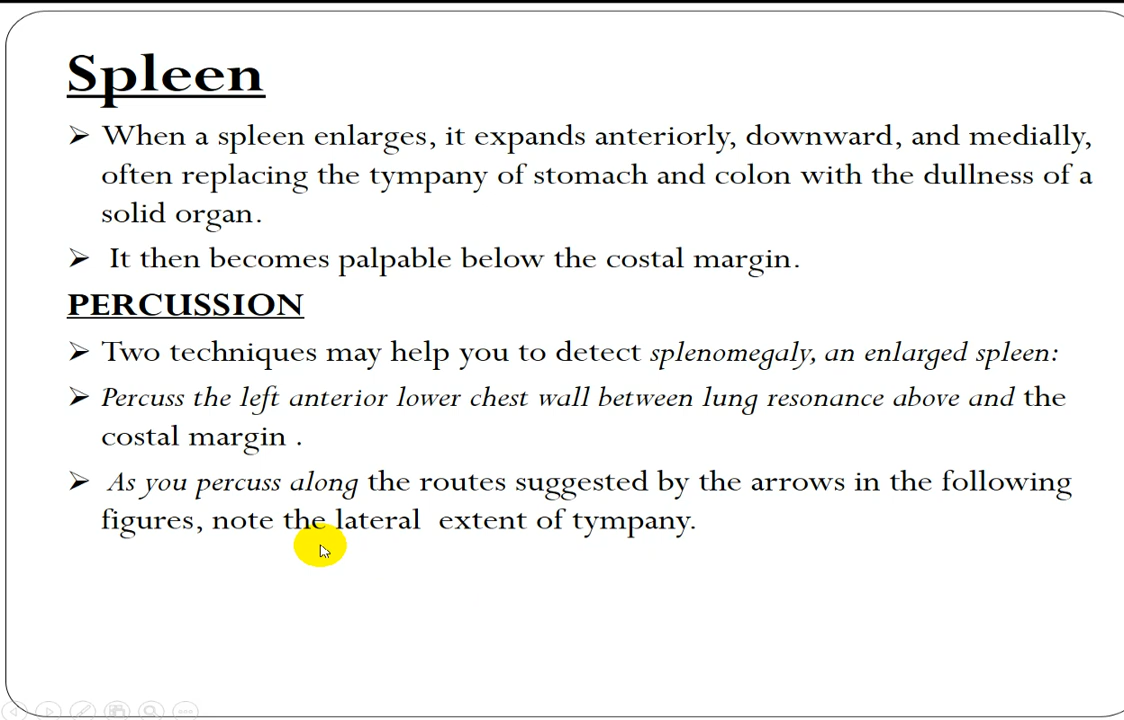 Spleen
➢ When a spleen enlarges, it expands anteriorly, downward, and medially,
often replacing the tympany of stomach and colon with the dullness of a
solid organ.
➢ It then becomes palpable below the costal margin.
PERCUSSION
➢ Two techniques may help you to detect splenomegaly, an enlarged spleen:
➢ Percuss the left anterior lower chest wall between lung resonance above and the
costal margin .
➢ As you percuss along the routes suggested by the arrows in the following
figures, note the lateral extent of tympany.